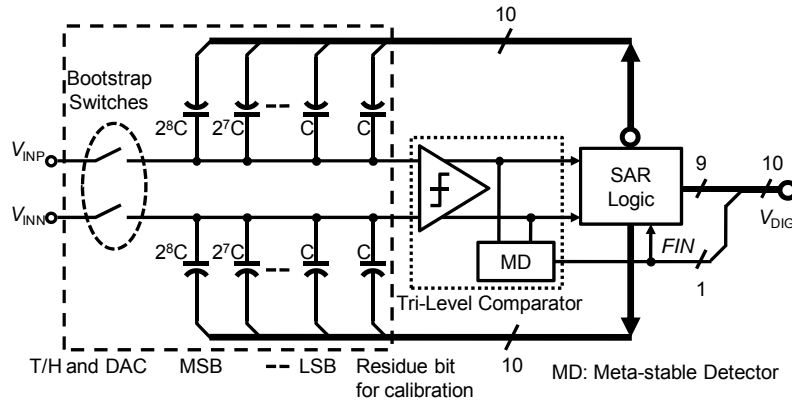 10
Bootstrap
Switches
2⁸C 2⁷C C C
V_INP
V_INN
SAR
Logic
9 10
V_DIG
2⁸C 2⁷C C C
MD
FIN
1
Tri-Level Comparator
10
T/H and DAC MSB LSB Residue bit
for calibration
MD: Meta-stable Detector